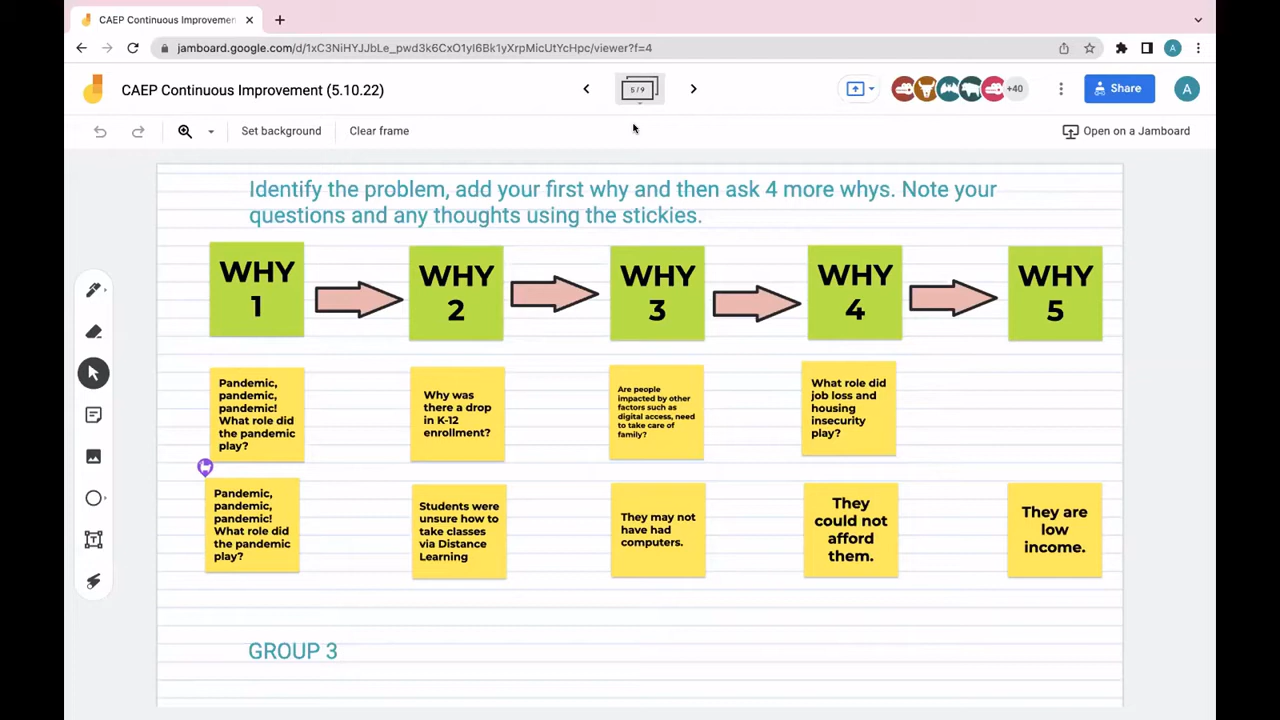 CAEP Continuous Improvemen
jamboard.google.com/d/1xC3NiHYJJbLe_pwd3k6CxO1yI6Bk1yXrpMicUtYcHpc/viewer?f=4
A
CAEP Continuous Improvement (5.10.22)
5 / 9
+40
Share
A
Set background
Clear frame
Open on a Jamboard
Identify the problem, add your first why and then ask 4 more whys. Note your
questions and any thoughts using the stickies.
WHY
1
WHY
2
WHY
3
WHY
4
WHY
5
Pandemic,
pandemic,
pandemic!
What role did
the pandemic
play?
Why was
there a drop
in K-12
enrollment?
Are people
impacted by other
factors such as
digital access, need
to take care of
family?
What role did
job loss and
housing
insecurity
play?
Pandemic,
pandemic,
pandemic!
What role did
the pandemic
play?
Students were
unsure how to
take classes
via Distance
Learning
They may not
have had
computers.
They
could not
afford
them.
They are
low
income.
GROUP 3